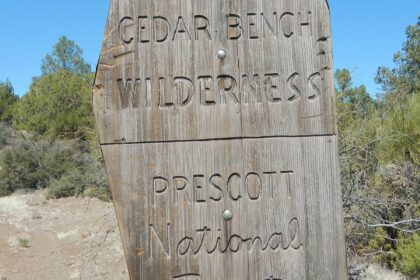 CEDAR BENCH
WILDERNESS
PRESCOTT
National